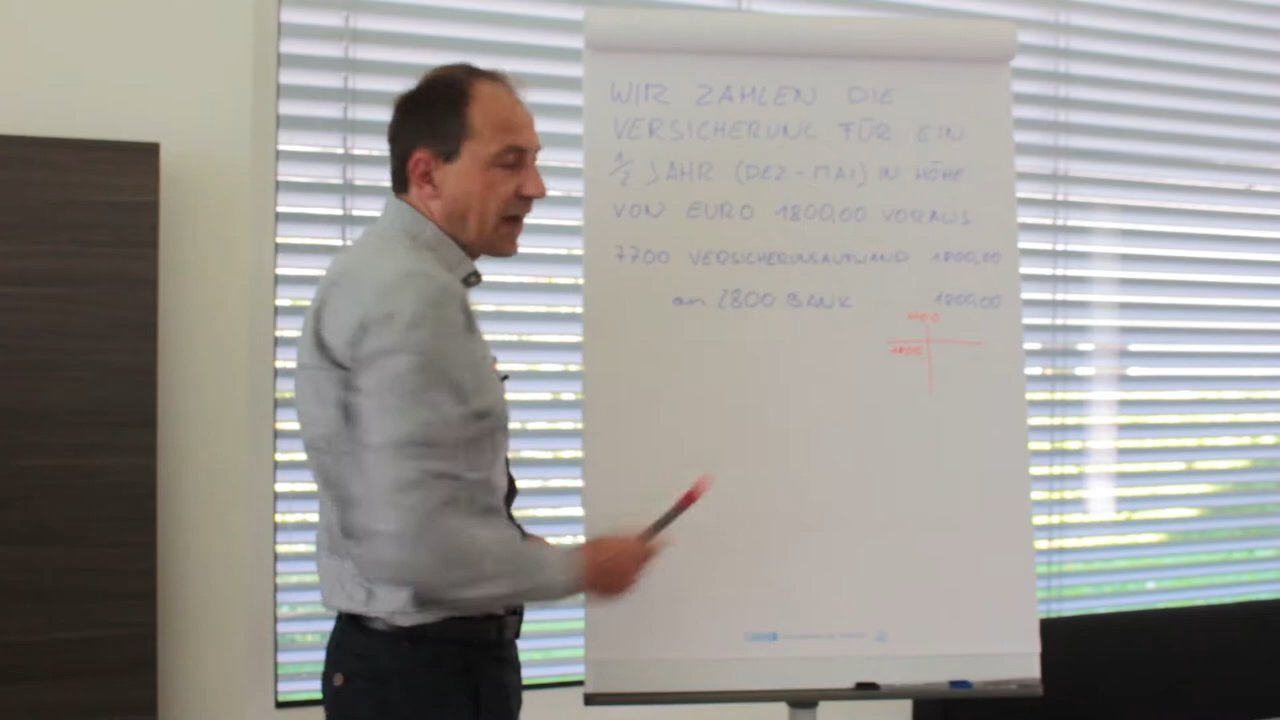 WIR ZAHLEN DIE
VERSICHERUNG FÜR EIN
1/2 JAHR (DEZ - MAI) IN HÖHE
VON EURO 1800,00 VORAUS
7700 VERSICHERUNSAUFWAND 1800,00
an 2800 BANK 1800,00